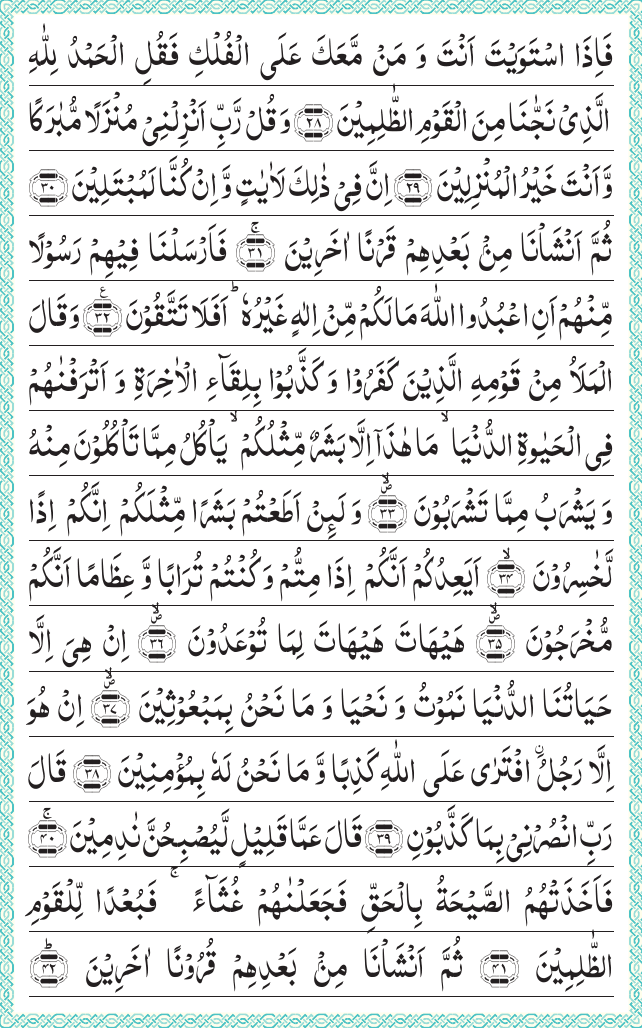 فَاِذَا اسْتَوَيْتَ اَنْتَ وَ مَنْ مَّعَكَ عَلَى الْفُلْكِ فَقُلِ الْحَمْدُ لِلّٰهِ
الَّذِیْ نَجّٰىنَا مِنَ الْقَوْمِ الظّٰلِمِیْنَ ﴿۲۸﴾ وَ قُلْ رَّبِّ اَنْزِلْنِیْ مُنْزَلًا مُّبٰرَكًا
وَّ اَنْتَ خَیْرُ الْمُنْزِلِیْنَ ﴿۲۹﴾ اِنَّ فِیْ ذٰلِكَ لَاٰیٰتٍ وَّ اِنْ كُنَّا لَمُبْتَلِیْنَ ﴿۳۰﴾
ثُمَّ اَنْشَاْنَا مِنْۢ بَعْدِهِمْ قَرْنًا اٰخَرِیْنَ ﴿ۚ۳۱﴾ فَاَرْسَلْنَا فِیْهِمْ رَسُوْلًا
مِّنْهُمْ اَنِ اعْبُدُوا اللّٰهَ مَا لَكُمْ مِّنْ اِلٰهٍ غَیْرُهٗ ؕ اَفَلَا تَتَّقُوْنَ ﴿۳۲﴾ع وَ قَالَ
الْمَلَاُ مِنْ قَوْمِهِ الَّذِیْنَ كَفَرُوْا وَ كَذَّبُوْا بِلِقَآءِ الْاٰخِرَةِ وَ اَتْرَفْنٰهُمْ
فِی الْحَیٰوةِ الدُّنْیَا ۙ مَا هٰذَاۤ اِلَّا بَشَرٌ مِّثْلُكُمْ ۙ یَاْكُلُ مِمَّا تَاْكُلُوْنَ مِنْهُ
وَ یَشْرَبُ مِمَّا تَشْرَبُوْنَ ﴿۪ۙ۳۳﴾ وَ لَئِنْ اَطَعْتُمْ بَشَرًا مِّثْلَكُمْ اِنَّكُمْ اِذًا
لَّخٰسِرُوْنَ ﴿ۙ۳۴﴾ اَیَعِدُكُمْ اَنَّكُمْ اِذَا مِتُّمْ وَ كُنْتُمْ تُرَابًا وَّ عِظَامًا اَنَّكُمْ
مُّخْرَجُوْنَ ﴿۪ۙ۳۵﴾ هَیْهَاتَ هَیْهَاتَ لِمَا تُوْعَدُوْنَ ﴿۪ۙ۳۶﴾ اِنْ هِیَ اِلَّا
حَیَاتُنَا الدُّنْیَا نَمُوْتُ وَ نَحْیَا وَ مَا نَحْنُ بِمَبْعُوْثِیْنَ ﴿۪ۙ۳۷﴾ اِنْ هُوَ
اِلَّا رَجُلُ ۨ افْتَرٰی عَلَی اللّٰهِ كَذِبًا وَّ مَا نَحْنُ لَهٗ بِمُؤْمِنِیْنَ ﴿۳۸﴾ قَالَ
رَبِّ انْصُرْنِیْ بِمَا كَذَّبُوْنِ ﴿۳۹﴾ قَالَ عَمَّا قَلِیْلٍ لَّیُصْبِحُنَّ نٰدِمِیْنَ ﴿ۚ۴۰﴾
فَاَخَذَتْهُمُ الصَّیْحَةُ بِالْحَقِّ فَجَعَلْنٰهُمْ غُثَآءً ۚ فَبُعْدًا لِّلْقَوْمِ
الظّٰلِمِیْنَ ﴿۴۱﴾ ثُمَّ اَنْشَاْنَا مِنْۢ بَعْدِهِمْ قُرُوْنًا اٰخَرِیْنَ ﴿ؕ۴۲﴾